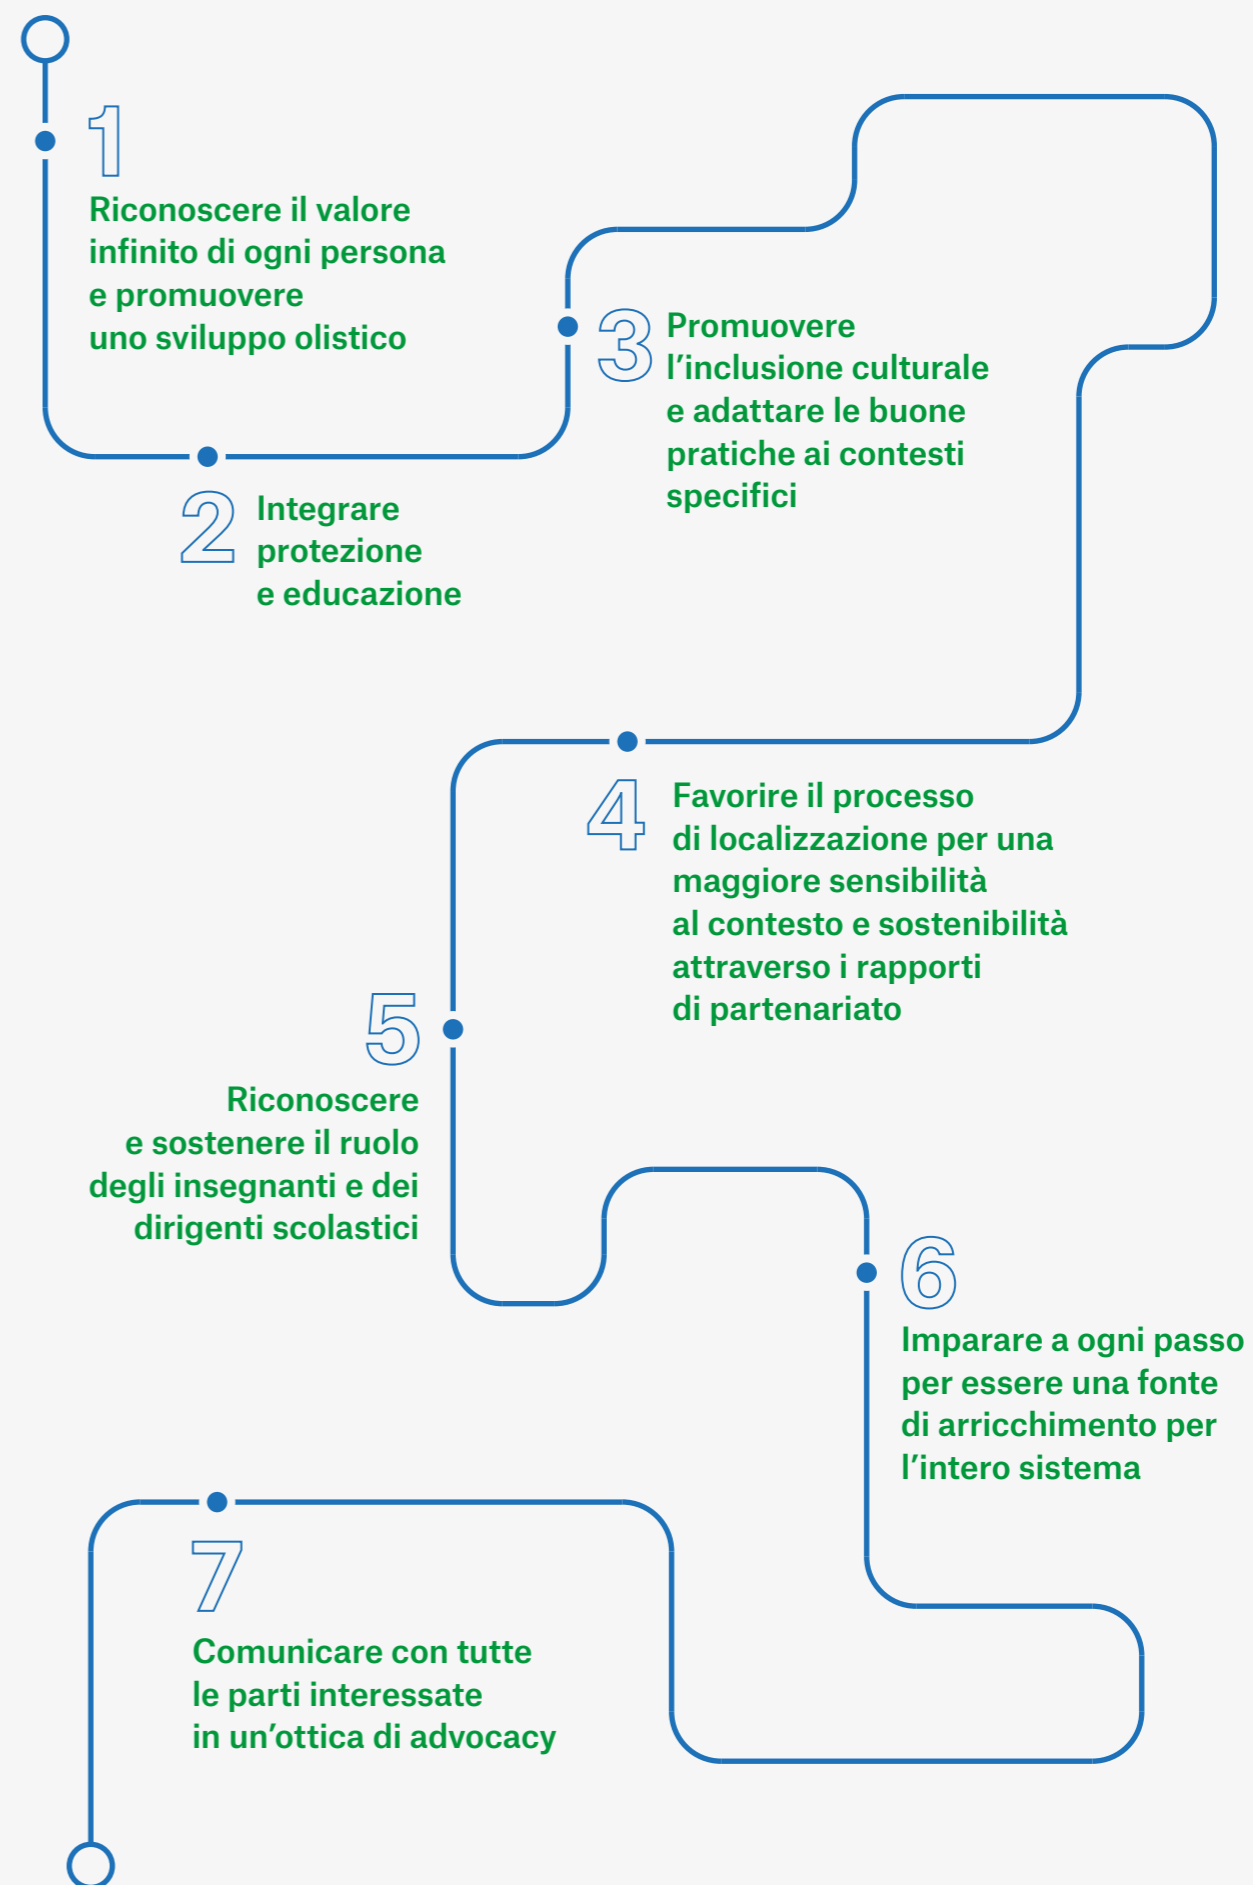 1
Riconoscere il valore
infinito di ogni persona
e promuovere
uno sviluppo olistico
2
Integrare
protezione
e educazione
3
Promuovere
l’inclusione culturale
e adattare le buone
pratiche ai contesti
specifici
4
Favorire il processo
di localizzazione per una
maggiore sensibilità
al contesto e sostenibilità
attraverso i rapporti
di partenariato
5
Riconoscere
e sostenere il ruolo
degli insegnanti e dei
dirigenti scolastici
6
Imparare a ogni passo
per essere una fonte
di arricchimento per
l’intero sistema
7
Comunicare con tutte
le parti interessate
in un’ottica di advocacy